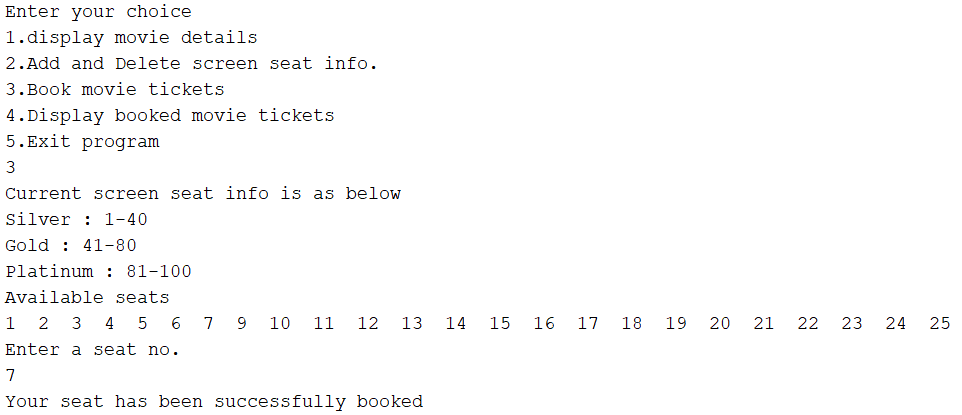 Enter your choice
1.display movie details
2.Add and Delete screen seat info.
3.Book movie tickets
4.Display booked movie tickets
5.Exit program
3
Current screen seat info is as below
Silver : 1-40
Gold : 41-80
Platinum : 81-100
Available seats
1 2 3 4 5 6 7 9 10 11 12 13 14 15 16 17 18 19 20 21 22 23 24 25
Enter a seat no.
7
Your seat has been successfully booked